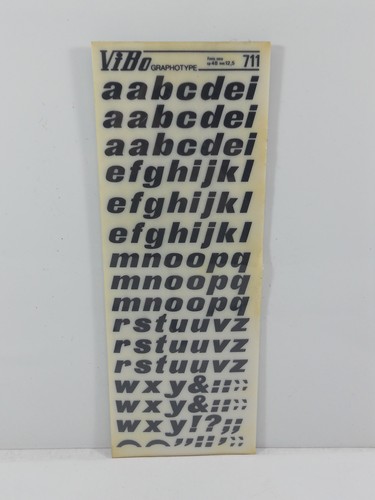 ViBo GRAPHOTYPE 711
aabcdei
aabcdei
aabcdei
efghijkl
efghijkl
efghijkl
mnoopq
mnoopq
mnoopq
rstuuvz
rstuuvz
rstuuvz
wxy&;;??
wxy&;;??
wxy!?;;